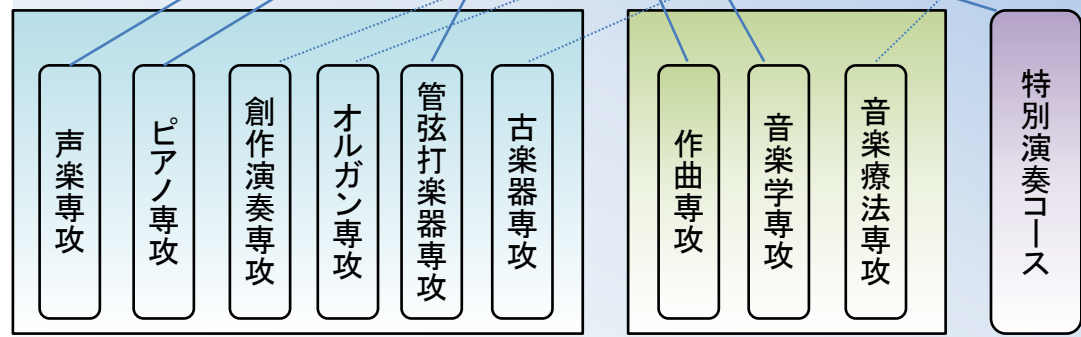 声楽専攻
ピアノ専攻
創作演奏専攻
オルガン専攻
管弦打楽器専攻
古楽器専攻
作曲専攻
音楽学専攻
音楽療法専攻
特別演奏コース